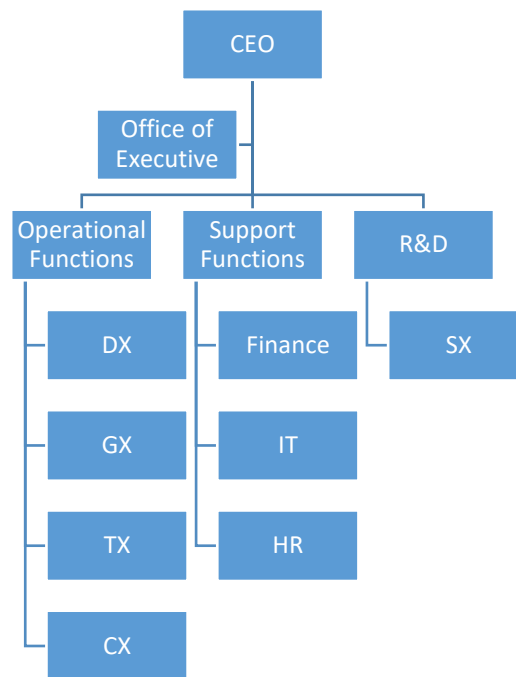 CEO
Office of
Executive
Operational
Functions
Support
Functions
R&D
DX
Finance
SX
GX
IT
TX
HR
CX